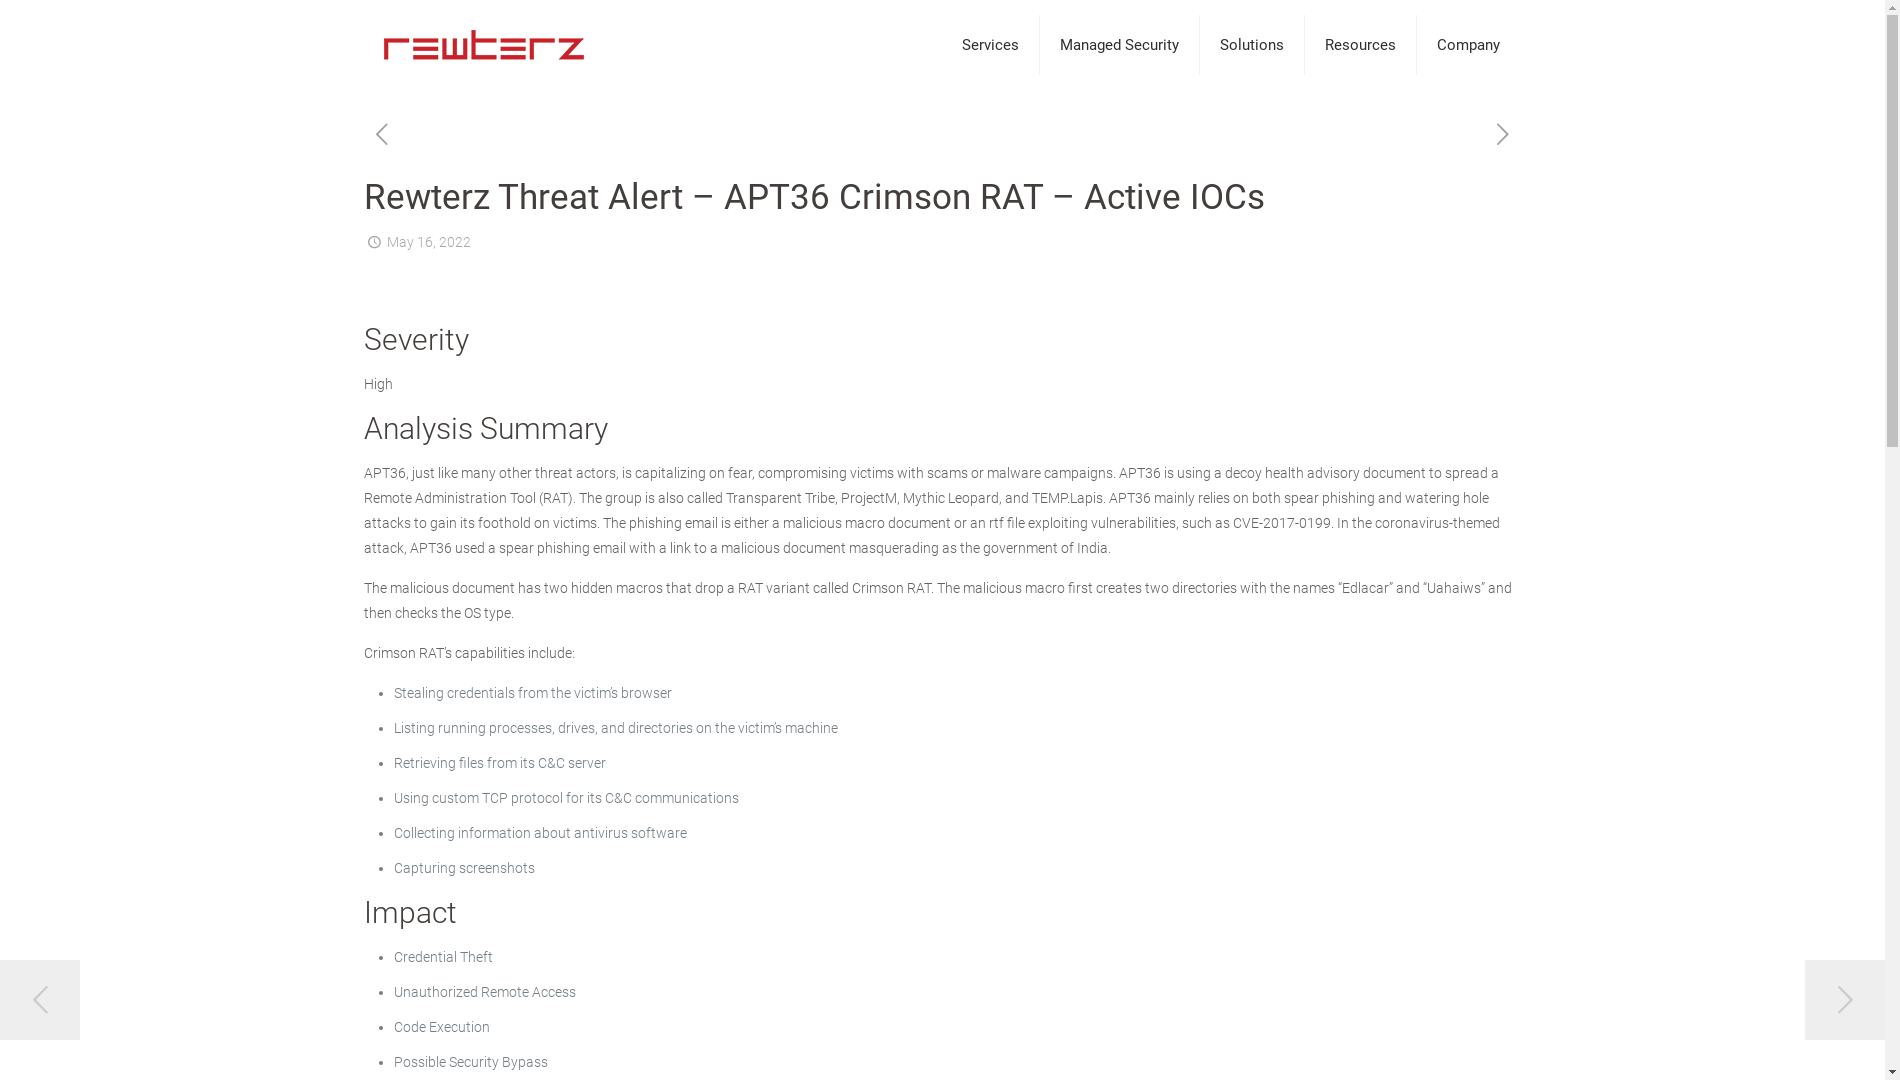 rewterz
Services
Managed Security
Solutions
Resources
Company
Rewterz Threat Alert – APT36 Crimson RAT – Active IOCs
May 16, 2022
Severity
High
Analysis Summary
APT36, just like many other threat actors, is capitalizing on fear, compromising victims with scams or malware campaigns. APT36 is using a decoy health advisory document to spread a
Remote Administration Tool (RAT). The group is also called Transparent Tribe, ProjectM, Mythic Leopard, and TEMP.Lapis. APT36 mainly relies on both spear phishing and watering hole
attacks to gain its foothold on victims. The phishing email is either a malicious macro document or an rtf file exploiting vulnerabilities, such as CVE-2017-0199. In the coronavirus-themed
attack, APT36 used a spear phishing email with a link to a malicious document masquerading as the government of India.
The malicious document has two hidden macros that drop a RAT variant called Crimson RAT. The malicious macro first creates two directories with the names “Edlacar” and “Uahaiws” and
then checks the OS type.
Crimson RAT’s capabilities include:
Stealing credentials from the victim’s browser
Listing running processes, drives, and directories on the victim’s machine
Retrieving files from its C&C server
Using custom TCP protocol for its C&C communications
Collecting information about antivirus software
Capturing screenshots
Impact
Credential Theft
Unauthorized Remote Access
Code Execution
Possible Security Bypass